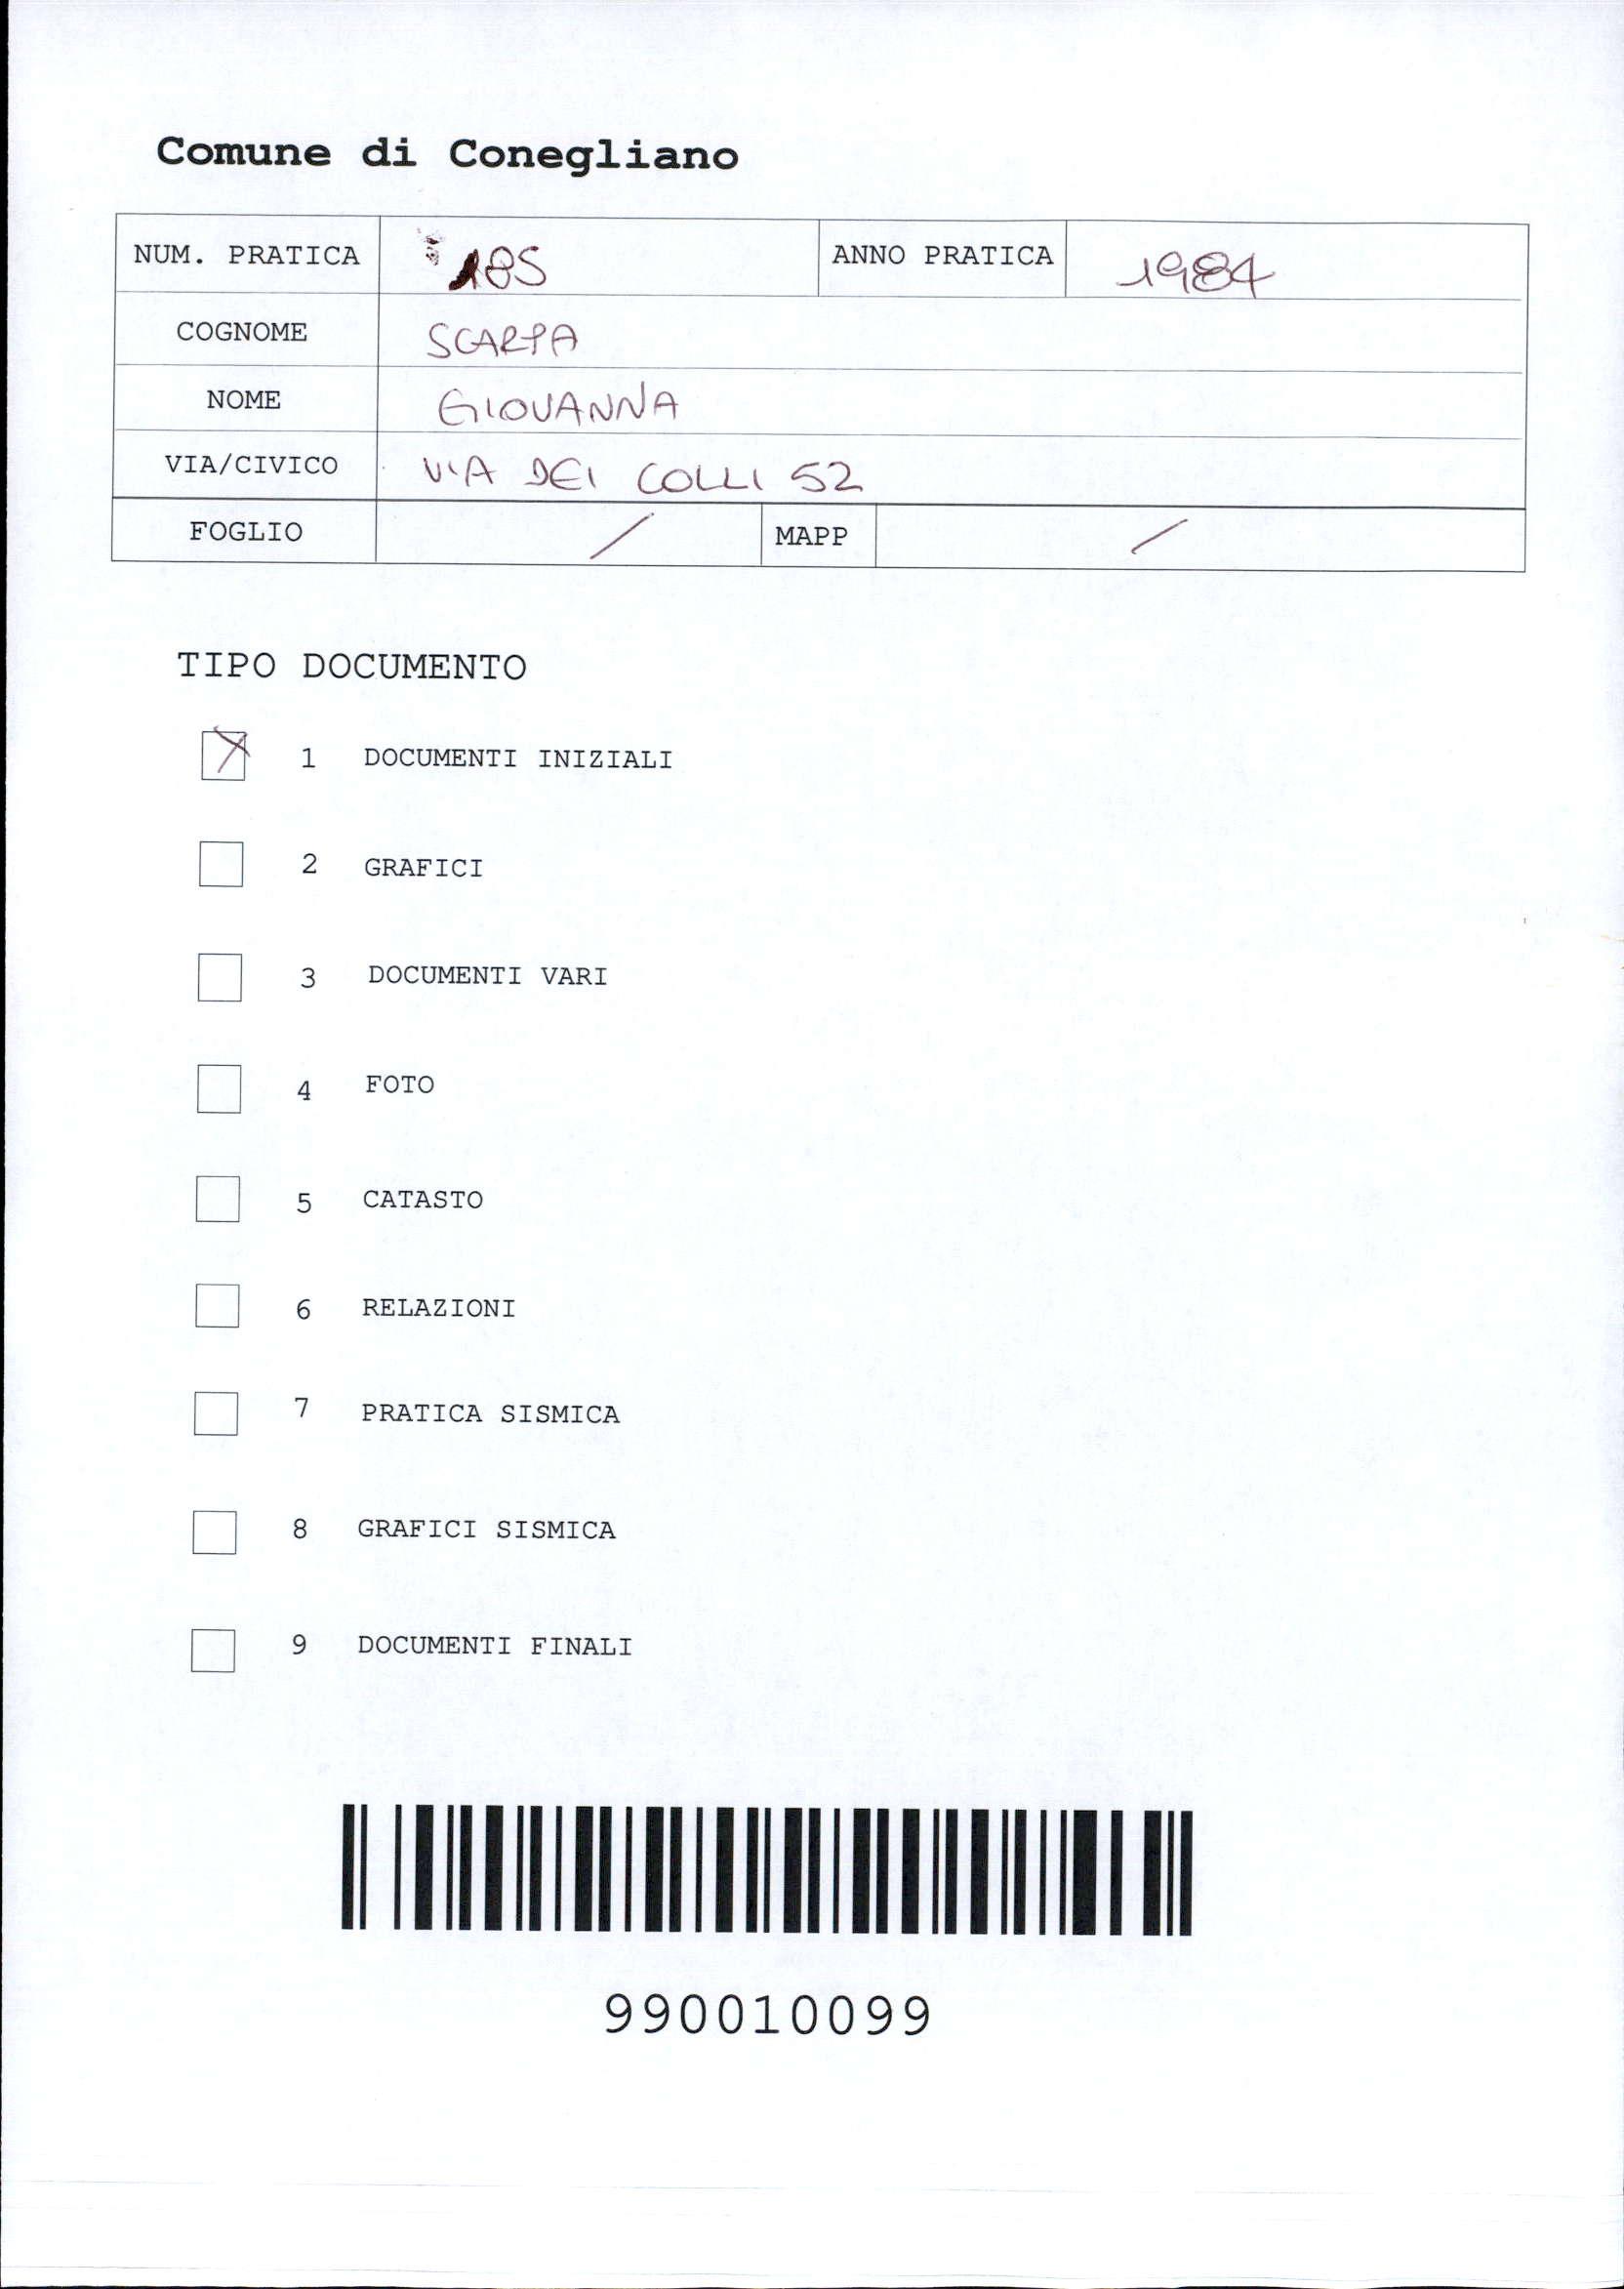 Comune di Conegliano
NUM. PRATICA 185 ANNO PRATICA 1984
COGNOME SCARPA
NOME GIOVANNA
VIA/CIVICO VIA DEI COLLI 52
FOGLIO / MAPP /
TIPO DOCUMENTO
1 DOCUMENTI INIZIALI
2 GRAFICI
3 DOCUMENTI VARI
4 FOTO
5 CATASTO
6 RELAZIONI
7 PRATICA SISMICA
8 GRAFICI SISMICA
9 DOCUMENTI FINALI
990010099